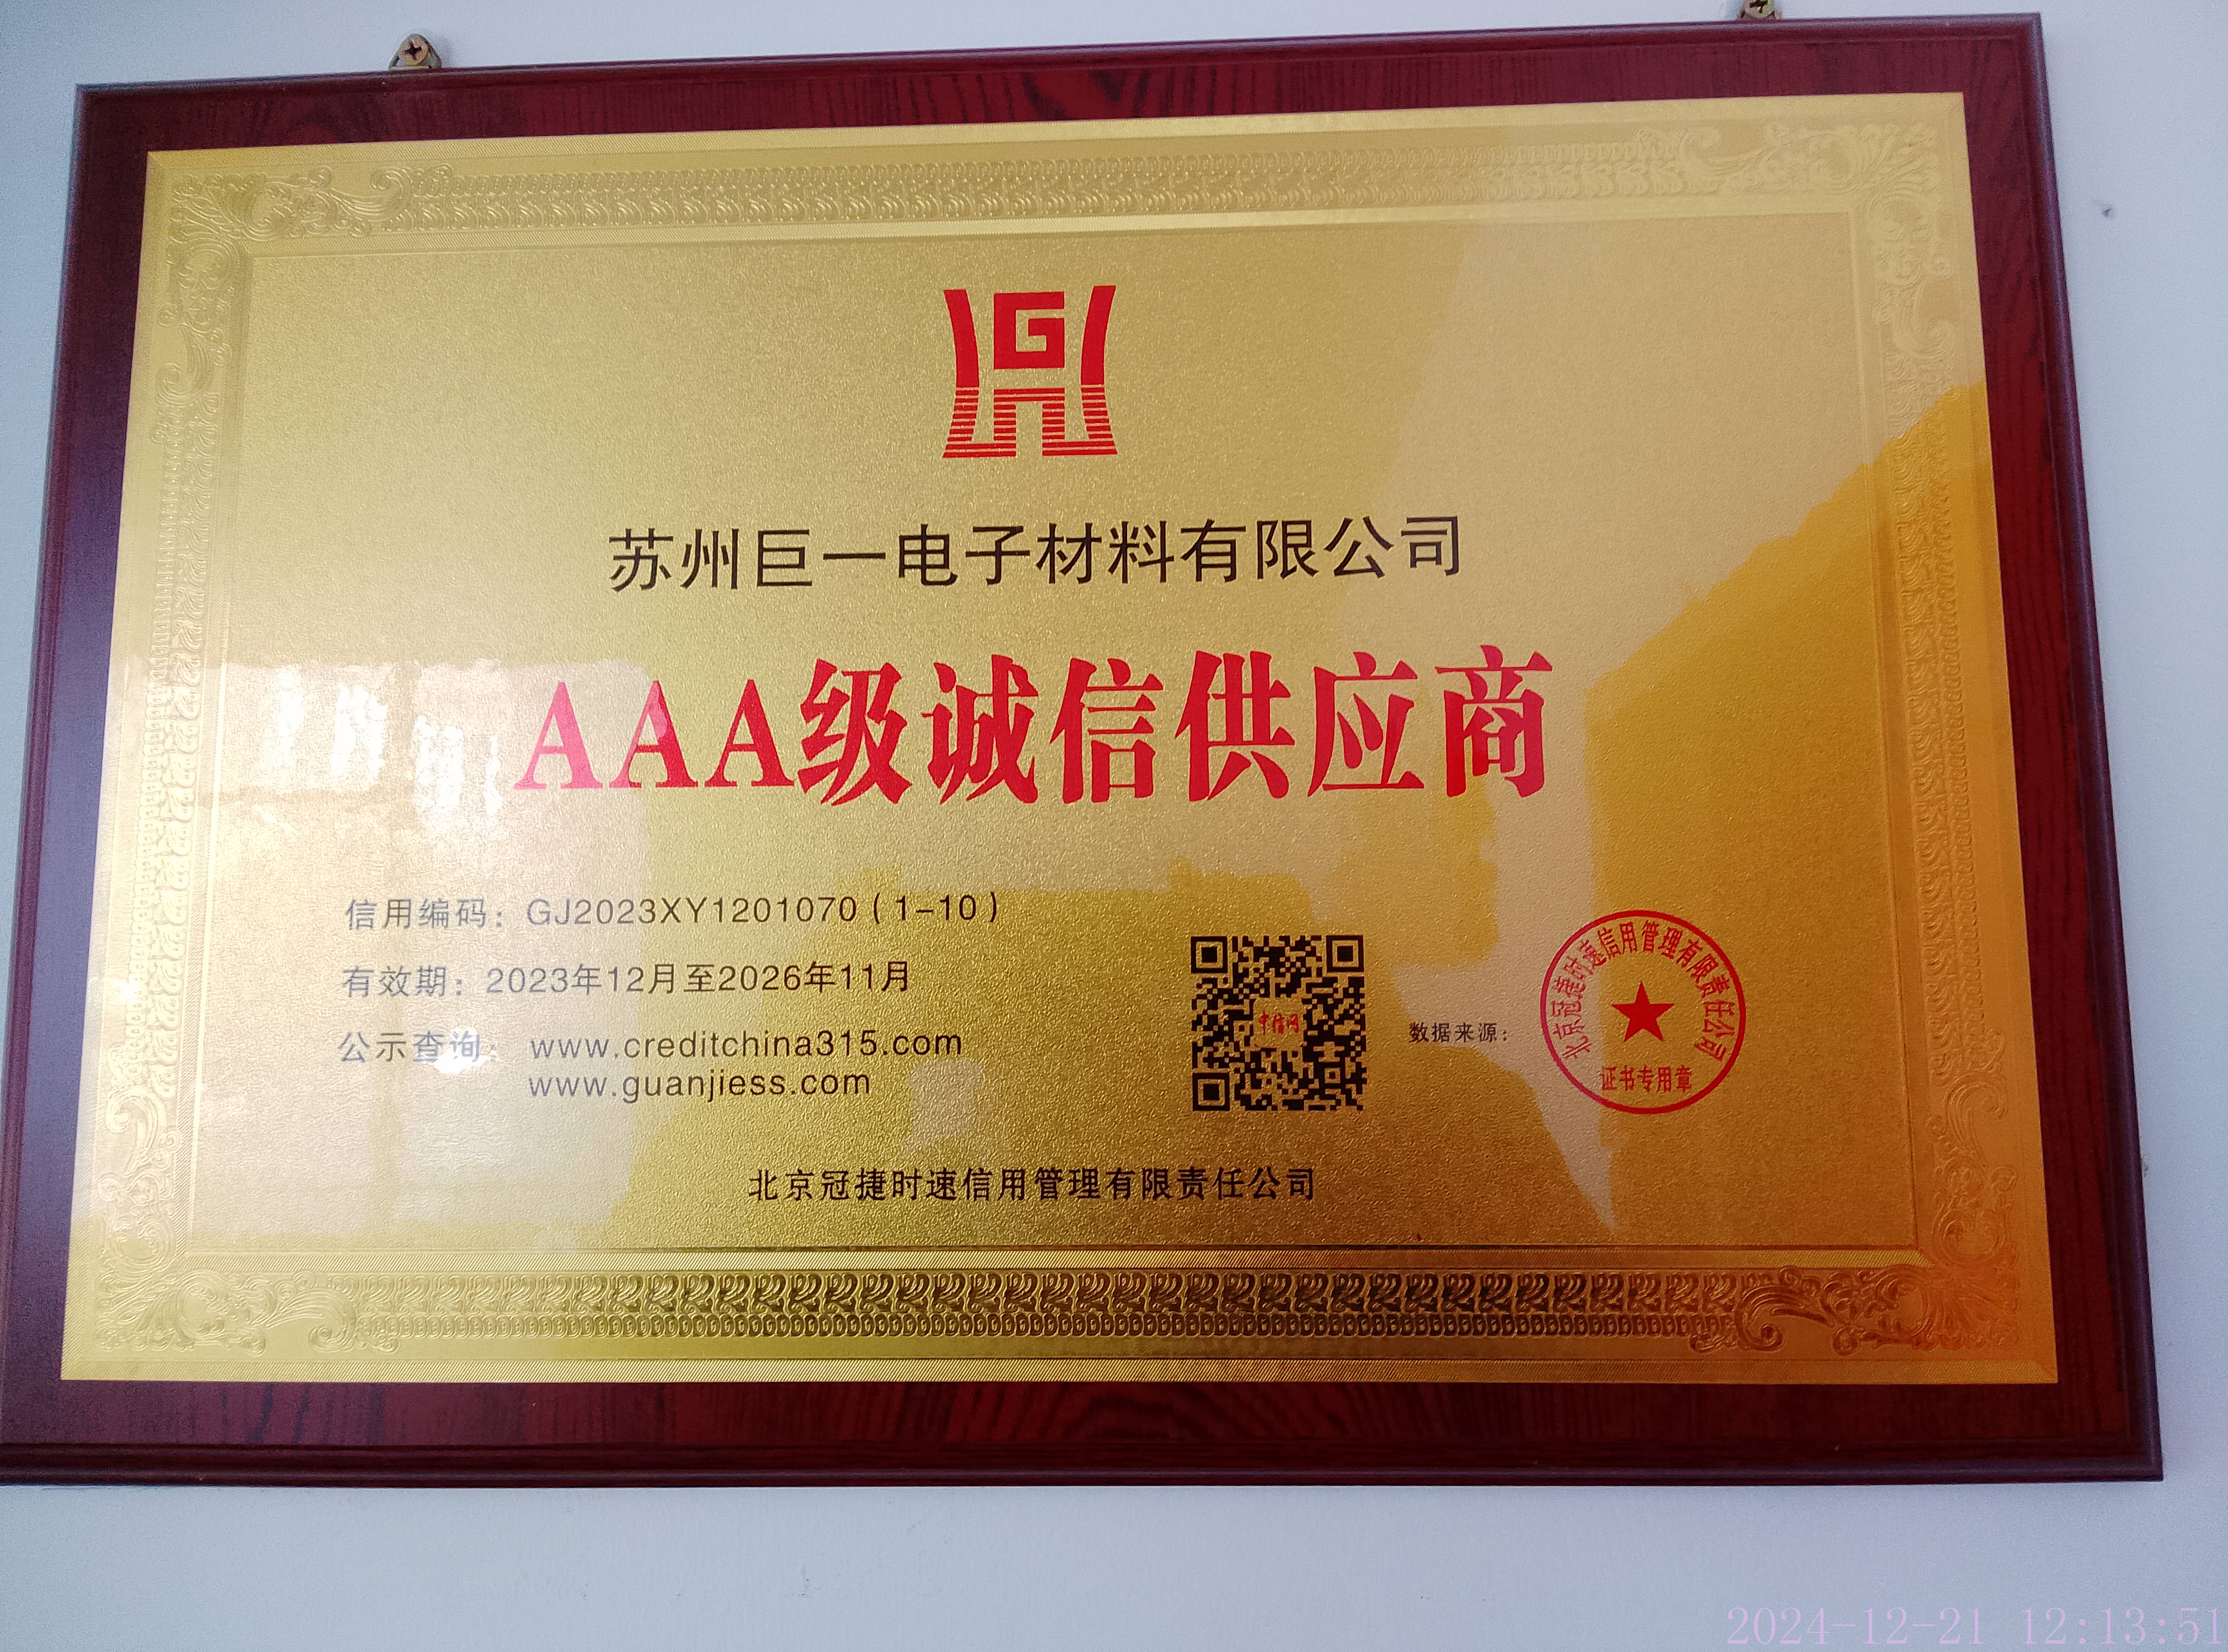 GH
苏州巨一电子材料有限公司
AAA级诚信供应商
信用编码：GJ2023XY1201070（1-10）
有效期：2023年12月至2026年11月
公示查询：www.creditchina315.com
www.guanjiess.com
中信网
数据来源：
北京冠捷时速信用管理有限责任公司
证书专用章
北京冠捷时速信用管理有限责任公司
2024-12-21 12:13:51